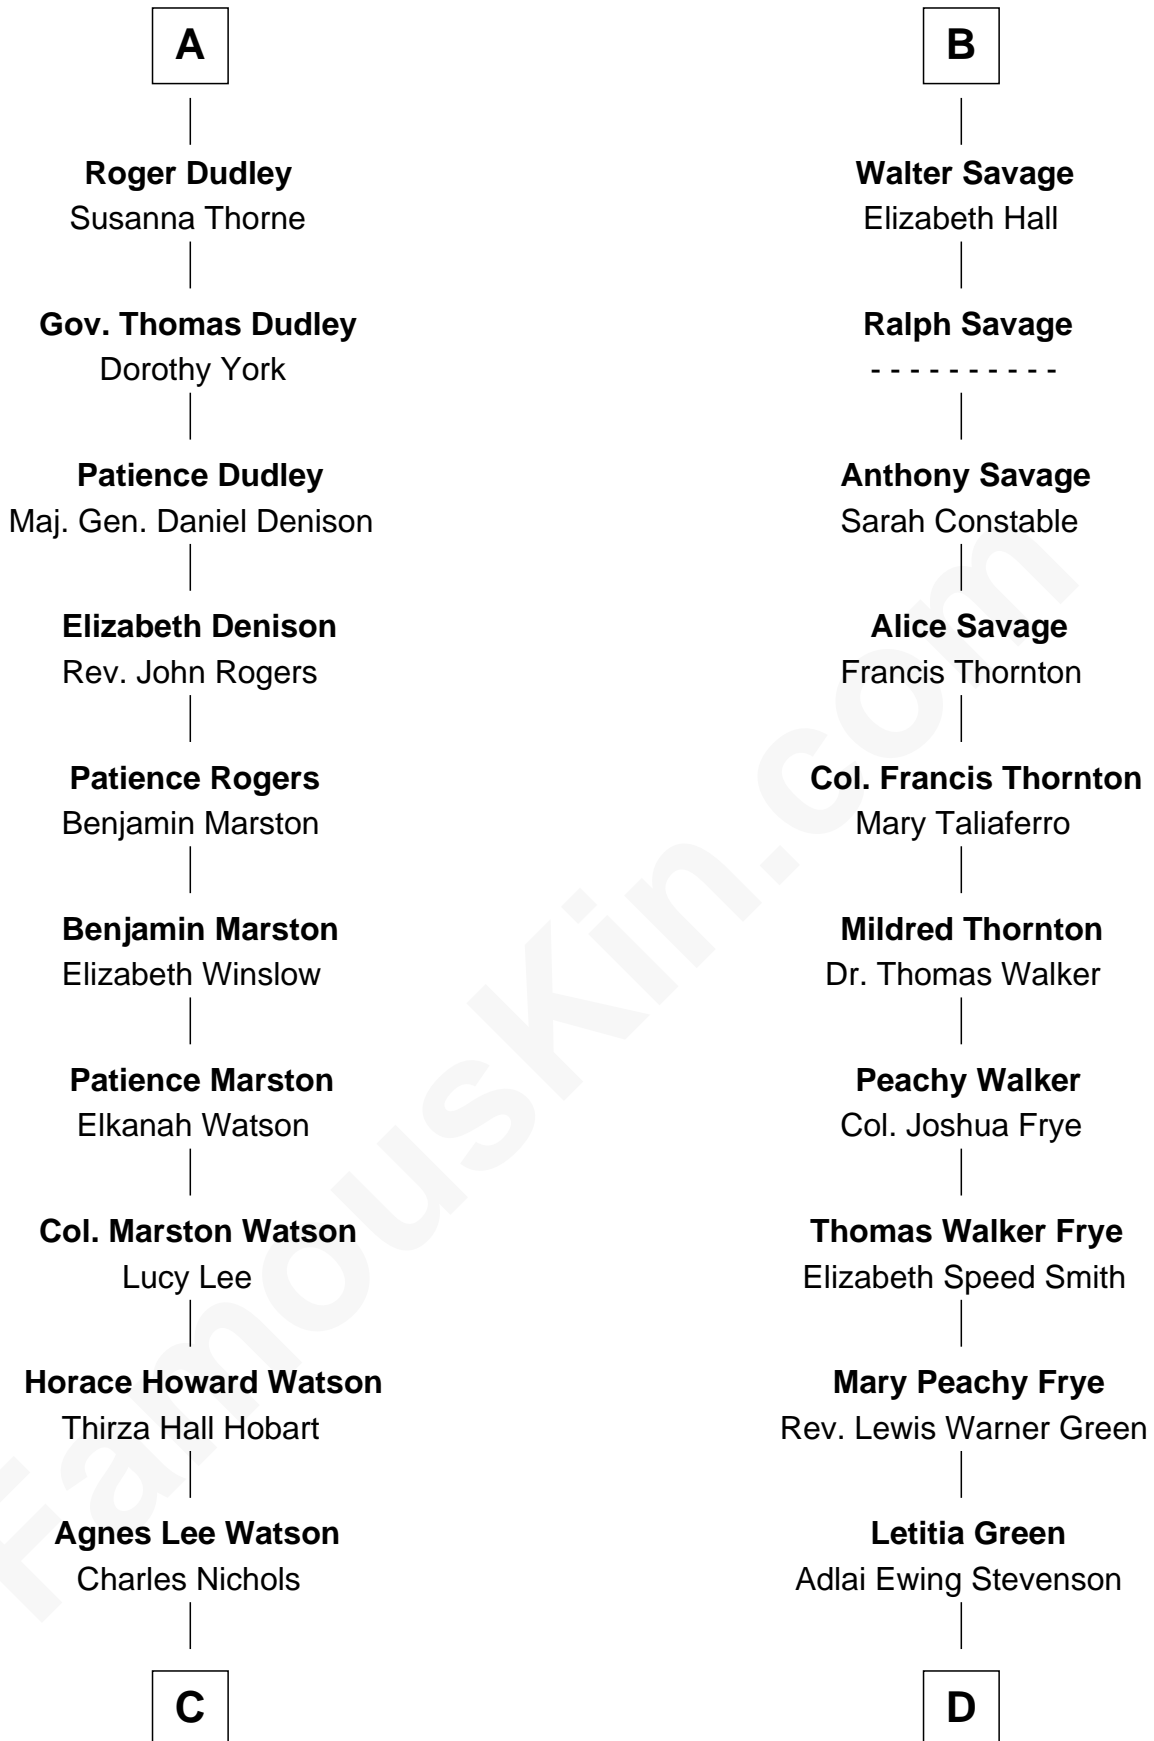 A
Roger Dudley
Susanna Thorne
Gov. Thomas Dudley
Dorothy York
Patience Dudley
Maj. Gen. Daniel Denison
Elizabeth Denison
Rev. John Rogers
Patience Rogers
Benjamin Marston
Benjamin Marston
Elizabeth Winslow
Patience Marston
Elkanah Watson
Col. Marston Watson
Lucy Lee
Horace Howard Watson
Thirza Hall Hobart
Agnes Lee Watson
Charles Nichols
C
B
Walter Savage
Elizabeth Hall
Ralph Savage
- - - - - - - - - -
Anthony Savage
Sarah Constable
Alice Savage
Francis Thornton
Col. Francis Thornton
Mary Taliaferro
Mildred Thornton
Dr. Thomas Walker
Peachy Walker
Col. Joshua Frye
Thomas Walker Frye
Elizabeth Speed Smith
Mary Peachy Frye
Rev. Lewis Warner Green
Letitia Green
Adlai Ewing Stevenson
D
FamousKin.com